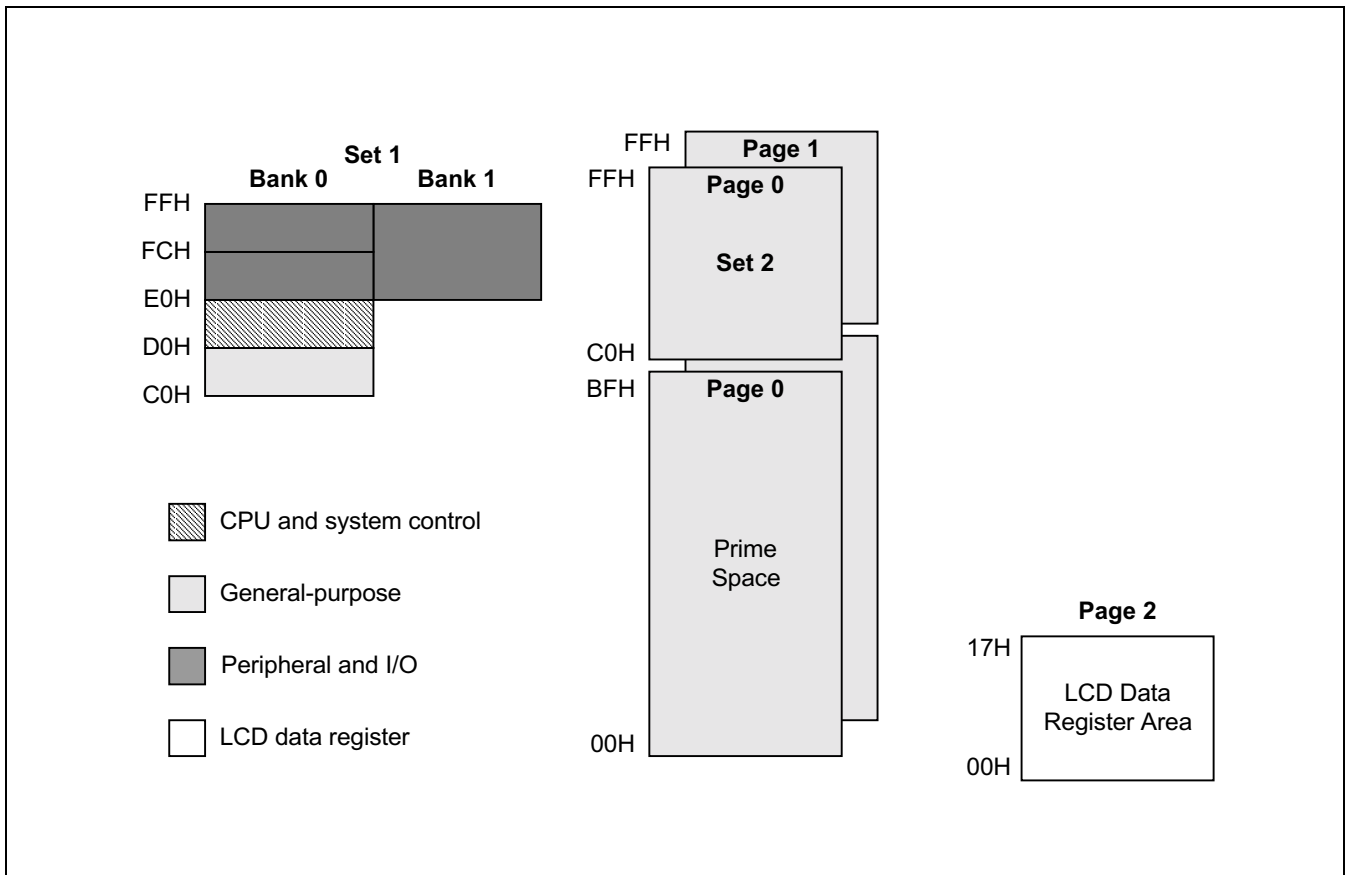 Set 1
Bank 0
Bank 1
FFH
FCH
E0H
D0H
C0H
CPU and system control
General-purpose
Peripheral and I/O
LCD data register
FFH
Page 1
FFH
Page 0
Set 2
C0H
BFH
Page 0
Prime
Space
00H
Page 2
17H
LCD Data
Register Area
00H